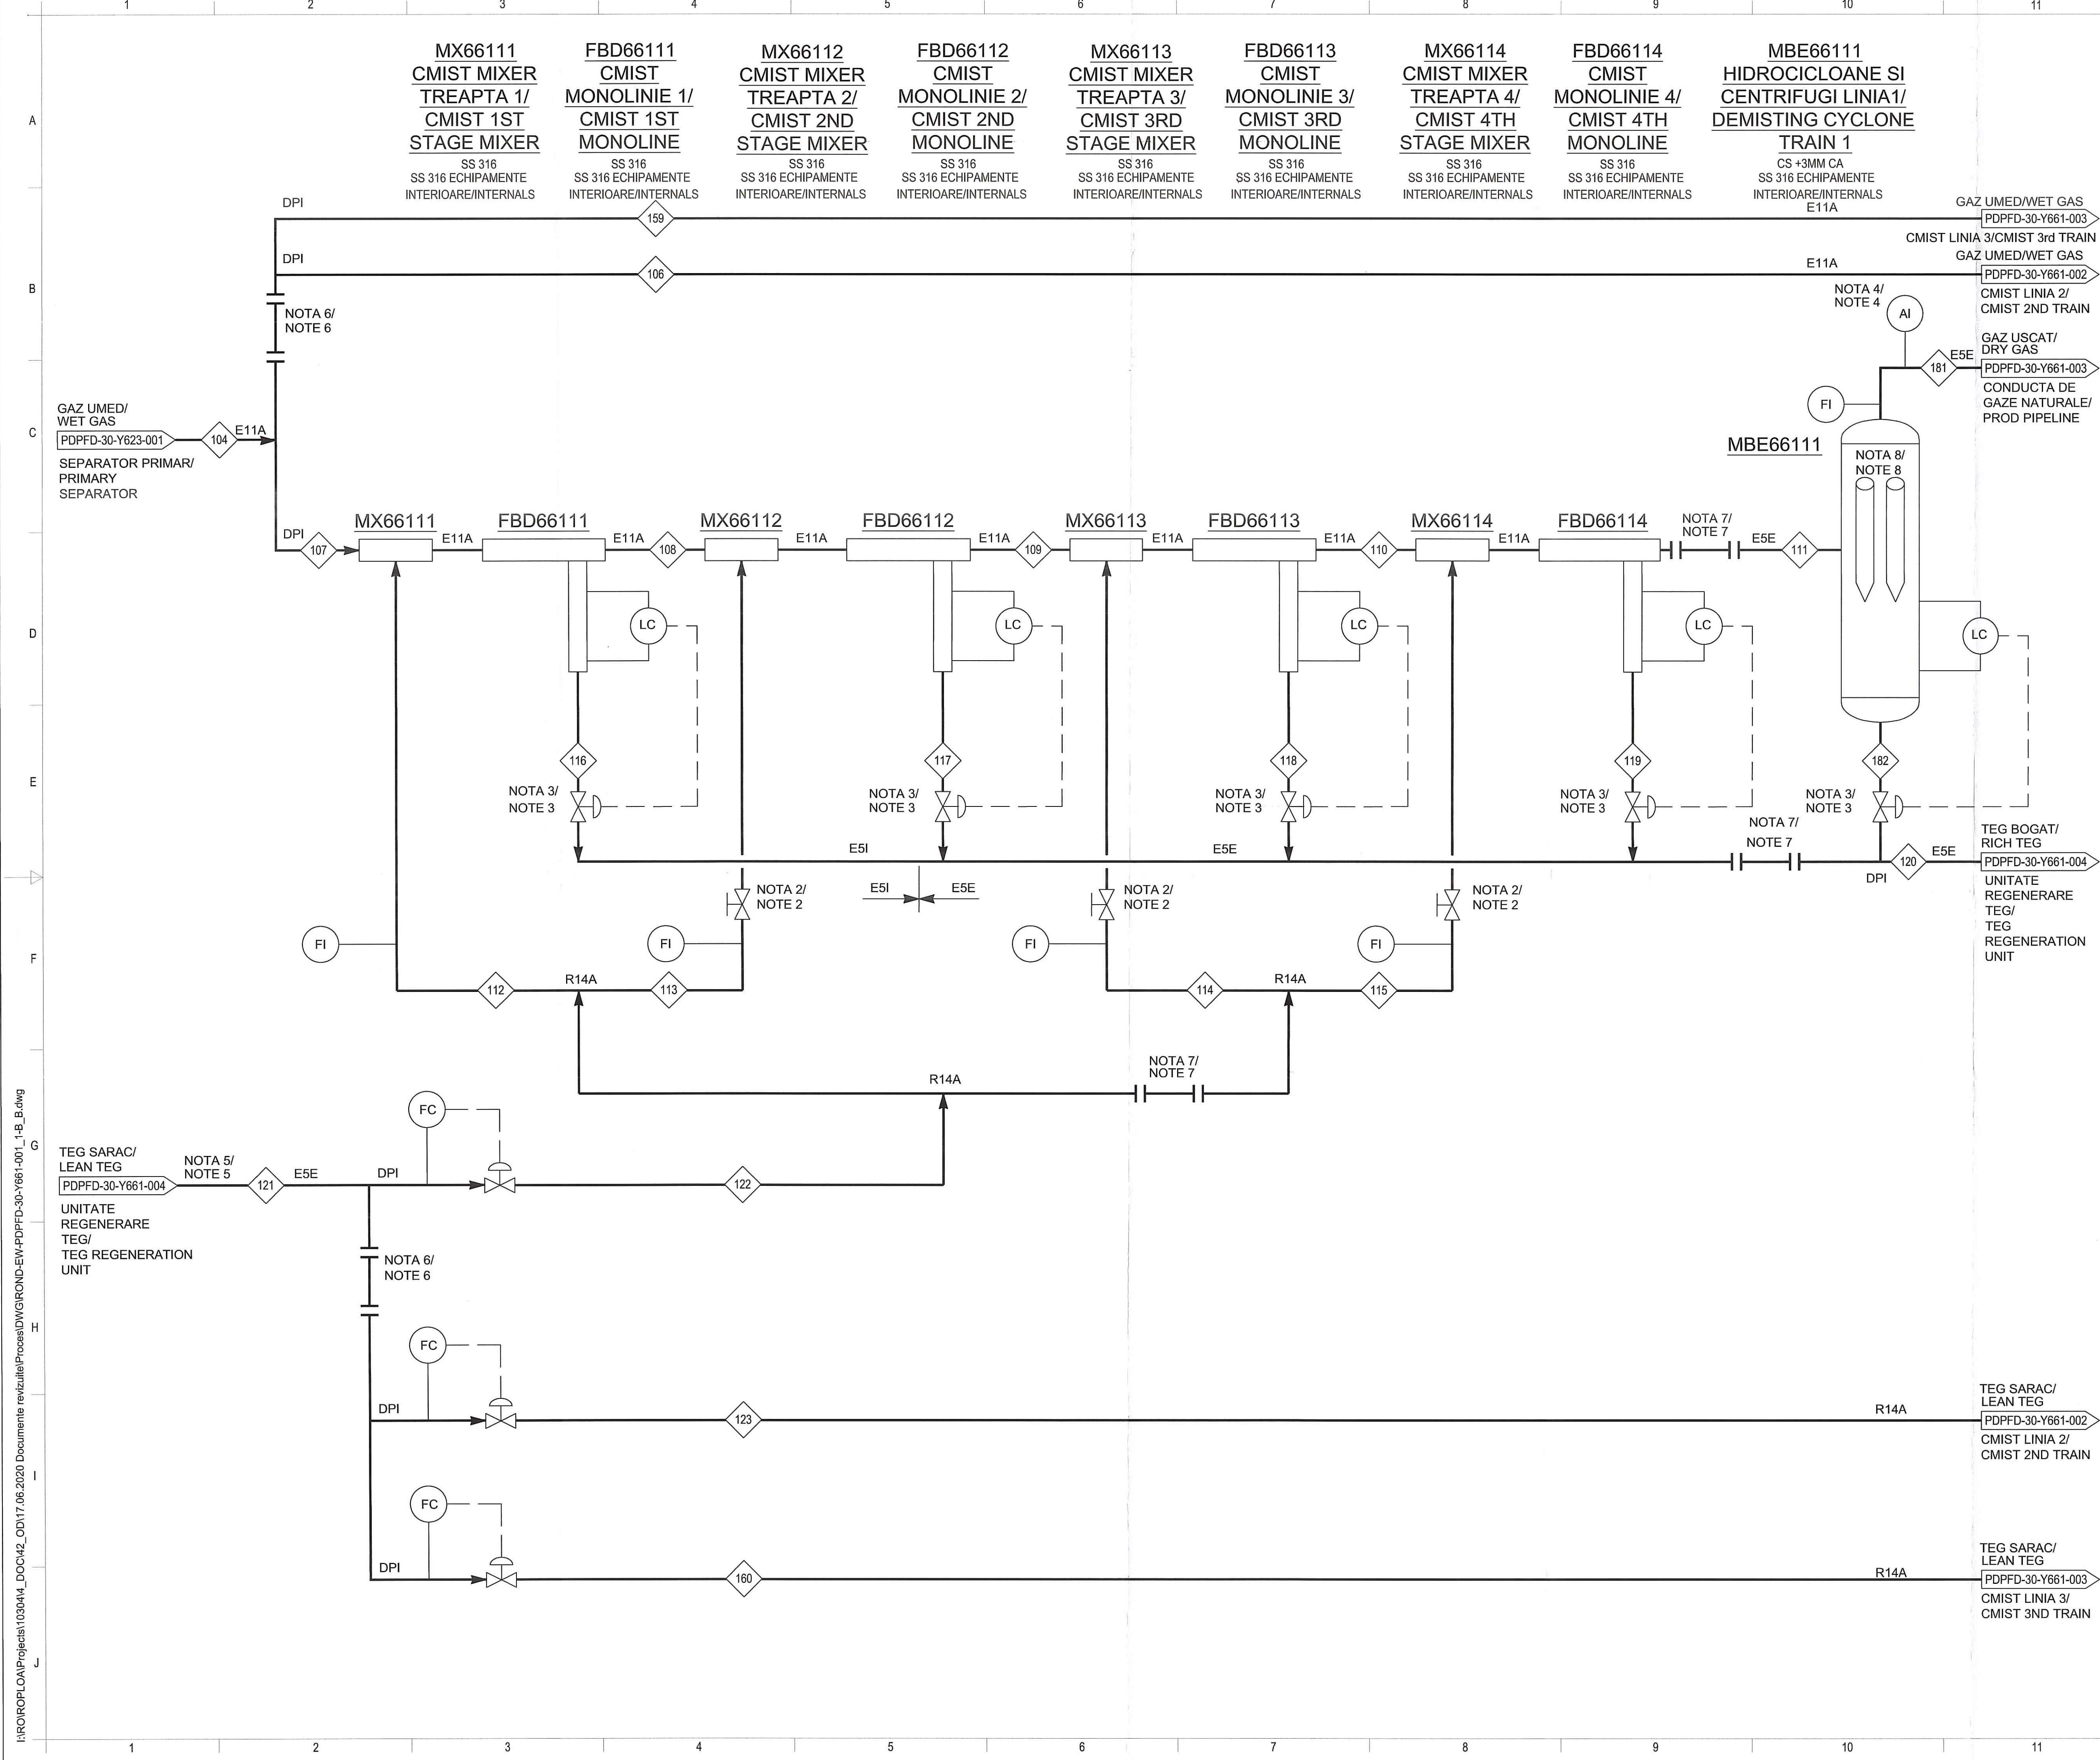 1 2 3 4 5 6 7 8 9 10 11
A
B
C
D
E
F
G
H
I
J
MX66111
CMIST MIXER
TREAPTA 1/
CMIST 1ST
STAGE MIXER
SS 316
SS 316 ECHIPAMENTE
INTERIOARE/INTERNALS
FBD66111
CMIST
MONOLINIE 1/
CMIST 1ST
MONOLINE
SS 316
SS 316 ECHIPAMENTE
INTERIOARE/INTERNALS
MX66112
CMIST MIXER
TREAPTA 2/
CMIST 2ND
STAGE MIXER
SS 316
SS 316 ECHIPAMENTE
INTERIOARE/INTERNALS
FBD66112
CMIST
MONOLINIE 2/
CMIST 2ND
MONOLINE
SS 316
SS 316 ECHIPAMENTE
INTERIOARE/INTERNALS
MX66113
CMIST MIXER
TREAPTA 3/
CMIST 3RD
STAGE MIXER
SS 316
SS 316 ECHIPAMENTE
INTERIOARE/INTERNALS
FBD66113
CMIST
MONOLINIE 3/
CMIST 3RD
MONOLINE
SS 316
SS 316 ECHIPAMENTE
INTERIOARE/INTERNALS
MX66114
CMIST MIXER
TREAPTA 4/
CMIST 4TH
STAGE MIXER
SS 316
SS 316 ECHIPAMENTE
INTERIOARE/INTERNALS
FBD66114
CMIST
MONOLINIE 4/
CMIST 4TH
MONOLINE
SS 316
SS 316 ECHIPAMENTE
INTERIOARE/INTERNALS
MBE66111
HIDROCICLOANE SI
CENTRIFUGI LINIA1/
DEMISTING CYCLONE
TRAIN 1
CS +3MM CA
SS 316 ECHIPAMENTE
INTERIOARE/INTERNALS
DPI
159
E11A
GAZ UMED/WET GAS
PDPFD-30-Y661-003
CMIST LINIA 3/CMIST 3rd TRAIN
DPI
106
E11A
GAZ UMED/WET GAS
PDPFD-30-Y661-002
CMIST LINIA 2/
CMIST 2ND TRAIN
NOTA 6/
NOTE 6
NOTA 4/
NOTE 4
AI
FI
181
E5E
GAZ USCAT/
DRY GAS
PDPFD-30-Y661-003
CONDUCTA DE
GAZE NATURALE/
PROD PIPELINE
GAZ UMED/
WET GAS
PDPFD-30-Y623-001
104
E11A
SEPARATOR PRIMAR/
PRIMARY
SEPARATOR
MBE66111
NOTA 8/
NOTE 8
DPI
107
MX66111
E11A
FBD66111
E11A
108
MX66112
E11A
FBD66112
E11A
109
MX66113
E11A
FBD66113
E11A
110
MX66114
E11A
FBD66114
NOTA 7/
NOTE 7
E5E
111
LC
LC
LC
LC
LC
116
117
118
119
182
NOTA 3/
NOTE 3
NOTA 3/
NOTE 3
NOTA 3/
NOTE 3
NOTA 3/
NOTE 3
NOTA 3/
NOTE 3
E5I
E5E
NOTA 7/
NOTE 7
DPI
120
E5E
TEG BOGAT/
RICH TEG
PDPFD-30-Y661-004
UNITATE
REGENERARE
TEG/
TEG
REGENERATION
UNIT
E5I
E5E
NOTA 2/
NOTE 2
NOTA 2/
NOTE 2
NOTA 2/
NOTE 2
FI
FI
FI
FI
112
R14A
113
114
R14A
115
R14A
NOTA 7/
NOTE 7
TEG SARAC/
LEAN TEG
PDPFD-30-Y661-004
UNITATE
REGENERARE
TEG/
TEG REGENERATION
UNIT
NOTA 5/
NOTE 5
121
E5E
DPI
FC
122
NOTA 6/
NOTE 6
FC
DPI
123
R14A
TEG SARAC/
LEAN TEG
PDPFD-30-Y661-002
CMIST LINIA 2/
CMIST 2ND TRAIN
FC
DPI
160
R14A
TEG SARAC/
LEAN TEG
PDPFD-30-Y661-003
CMIST LINIA 3/
CMIST 3ND TRAIN
I:\RO\ROPLOA\Projects\10304\4_DOC\42_OD\17.06.2020 Documente revizuite\Proces\DWG\ROND-EW-PDPFD-30-Y661-001_1-B_B.dwg
1 2 3 4 5 6 7 8 9 10 11